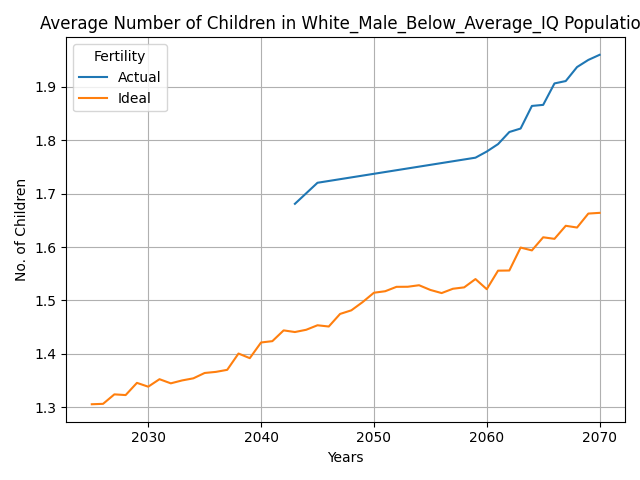 Average Number of Children in White_Male_Below_Average_IQ Populatio
Fertility
Actual
Ideal
No. of Children
1.9
1.8
1.7
1.6
1.5
1.4
1.3
2030 2040 2050 2060 2070
Years